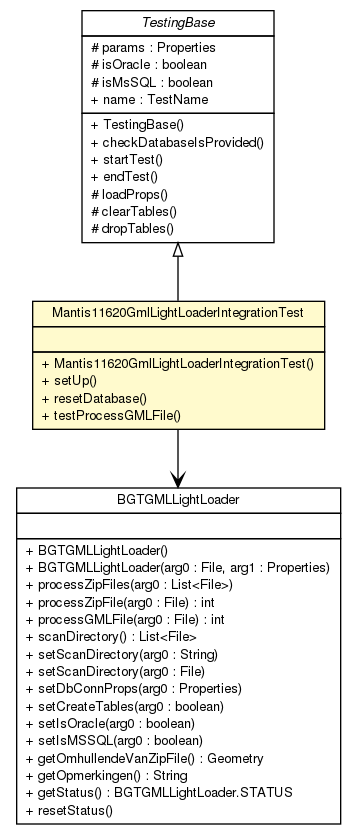 TestingBase
# params : Properties
# isOracle : boolean
# isMsSQL : boolean
+ name : TestName
+ TestingBase()
+ checkDatabaseIsProvided()
+ startTest()
+ endTest()
# loadProps()
# clearTables()
# dropTables()
Mantis11620GmlLightLoaderIntegrationTest
+ Mantis11620GmlLightLoaderIntegrationTest()
+ setUp()
+ resetDatabase()
+ testProcessGMLFile()
BGTGMLLightLoader
+ BGTGMLLightLoader()
+ BGTGMLLightLoader(arg0 : File, arg1 : Properties)
+ processZipFiles(arg0 : List<File>)
+ processZipFile(arg0 : File) : int
+ processGMLFile(arg0 : File) : int
+ scanDirectory() : List<File>
+ setScanDirectory(arg0 : String)
+ setScanDirectory(arg0 : File)
+ setDbConnProps(arg0 : Properties)
+ setCreateTables(arg0 : boolean)
+ setIsOracle(arg0 : boolean)
+ setIsMSSQL(arg0 : boolean)
+ getOmhullendeVanZipFile() : Geometry
+ getOpmerkingen() : String
+ getStatus() : BGTGMLLightLoader.STATUS
+ resetStatus()